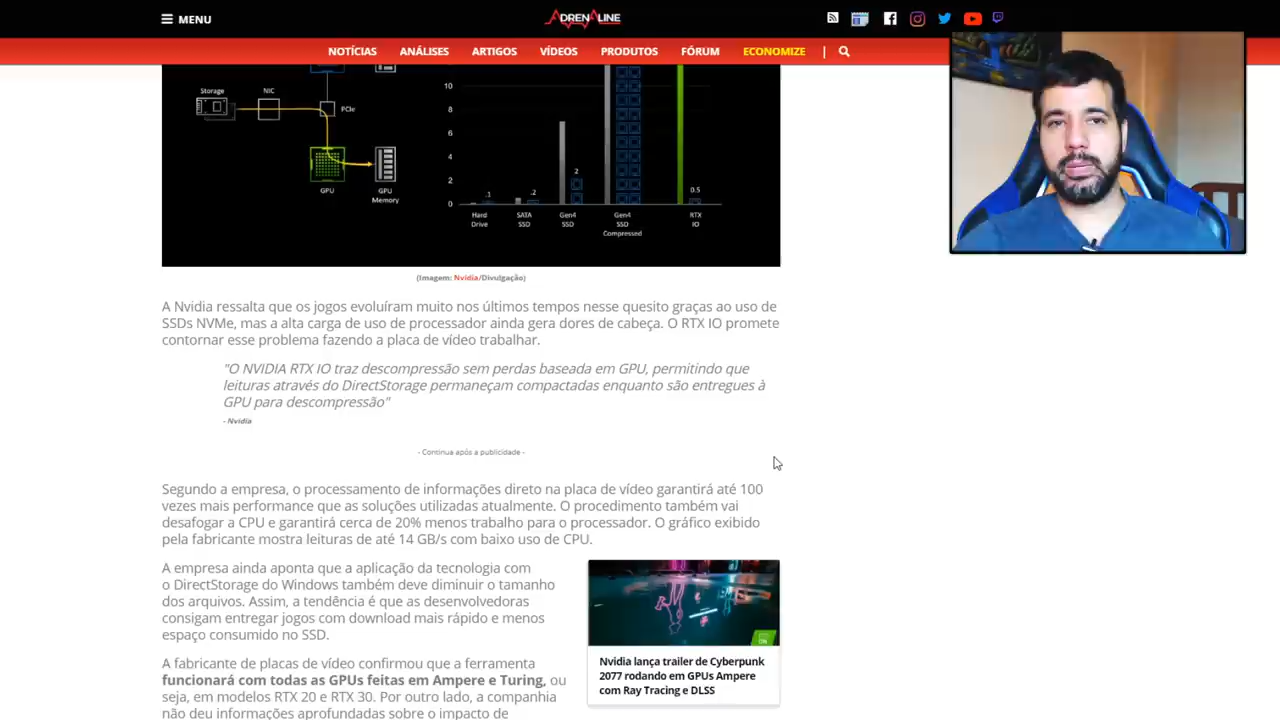 MENU
ADRENALINE
NOTÍCIAS ANÁLISES ARTIGOS VÍDEOS PRODUTOS FÓRUM ECONOMIZE
Storage
NIC
PCIe
GPU
GPU
Memory
10
8
6
4
2
0
.1
.2
2
0.5
Hard
Drive
SATA
SSD
Gen4
SSD
Gen4
SSD
Compressed
RTX
IO
(Imagem: Nvidia/Divulgação)
A Nvidia ressalta que os jogos evoluíram muito nos últimos tempos nesse quesito graças ao uso de
SSDs NVMe, mas a alta carga de uso de processador ainda gera dores de cabeça. O RTX IO promete
contornar esse problema fazendo a placa de vídeo trabalhar.
"O NVIDIA RTX IO traz descompressão sem perdas baseada em GPU, permitindo que
leituras através do DirectStorage permaneçam compactadas enquanto são entregues à
GPU para descompressão"
- Nvidia
- Continua após a publicidade -
Segundo a empresa, o processamento de informações direto na placa de vídeo garantirá até 100
vezes mais performance que as soluções utilizadas atualmente. O procedimento também vai
desafogar a CPU e garantirá cerca de 20% menos trabalho para o processador. O gráfico exibido
pela fabricante mostra leituras de até 14 GB/s com baixo uso de CPU.
A empresa ainda aponta que a aplicação da tecnologia com
o DirectStorage do Windows também deve diminuir o tamanho
dos arquivos. Assim, a tendência é que as desenvolvedoras
consigam entregar jogos com download mais rápido e menos
espaço consumido no SSD.
Nvidia lança trailer de Cyberpunk
2077 rodando em GPUs Ampere
com Ray Tracing e DLSS
A fabricante de placas de vídeo confirmou que a ferramenta
funcionará com todas as GPUs feitas em Ampere e Turing, ou
seja, em modelos RTX 20 e RTX 30. Por outro lado, a companhia
não deu informações aprofundadas sobre o impacto de